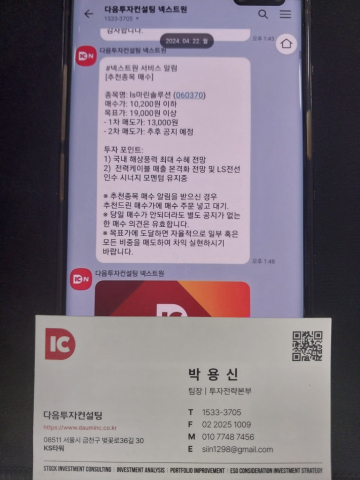 다음투자컨설팅 넥스트원
1533-3705
감사합니다.
오후 1:45
2024. 04. 22. 월
다음투자컨설팅 넥스트원
#넥스트원 서비스 알림
[추천종목 매수]
종목명: ls마린솔루션 (060370)
매수가: 10,200원 이하
목표가: 19,000원 이상
- 1차 매도가: 13,000원
- 2차 매도가: 추후 공지 예정
투자 포인트:
1) 국내 해상풍력 최대 수혜 전망
2) 전력케이블 매출 본격화 전망 및 LS전선
인수 시너지 모멘텀 유지중
※ 추천종목 매수 알림을 받으신 경우
추천드린 매수가에 매수 주문 넣고 대기.
※ 당일 매수가 안되더라도 별도 공지가 없는
한 매수 의견은 유효합니다.
※ 목표가에 도달하면 자율적으로 일부 혹은
모든 비중을 매도하여 차익 실현하시기
바랍니다.
오후 1:48
다음투자컨설팅 넥스트원
IC
박용신
팀장 | 투자전략본부
다음투자컨설팅
https://www.dauminc.co.kr
08511 서울시 금천구 벚꽃로36길 30
KS타워
T 1533-3705
F 02 2025 1009
M 010 7748 7456
E siin1298@gmail.com
STOCK INVESTMENT CONSULTING | INVESTMENT ANALYSIS | PORTFOLIO IMPROVEMENT | ESG CONSIDERATION INVESTMENT STRATEGY